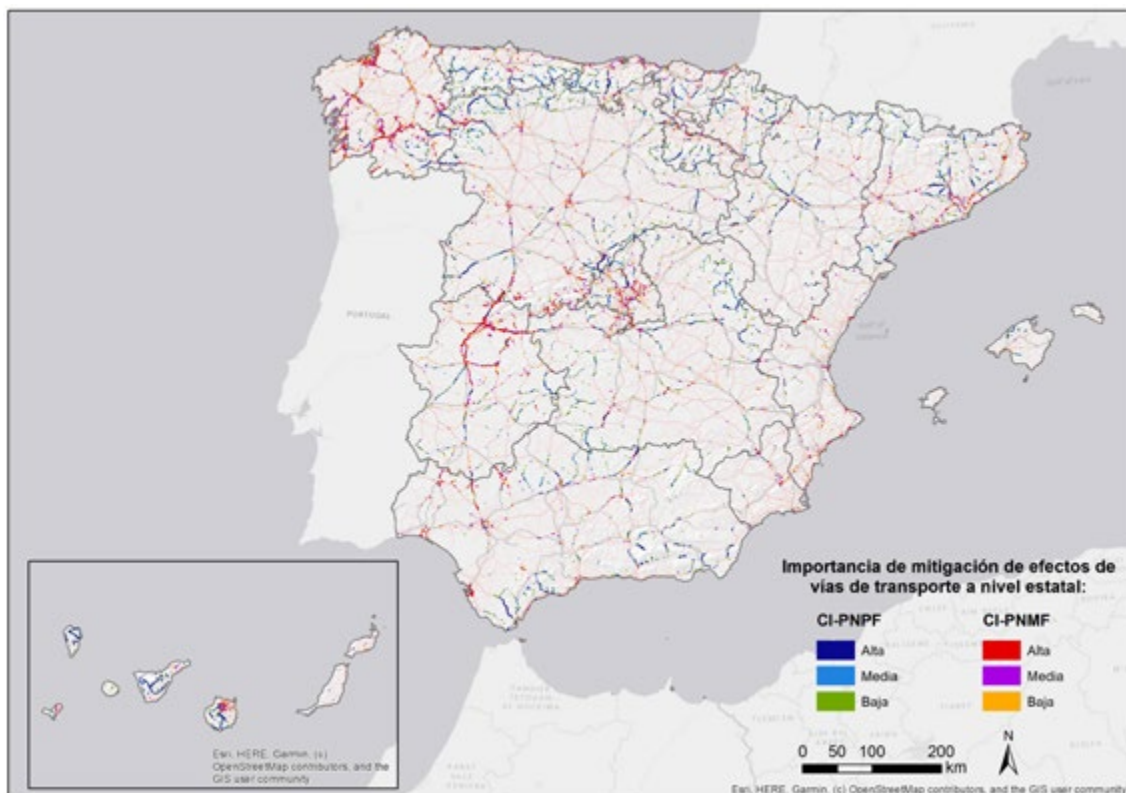 PORTUGAL
Importancia de mitigación de efectos de
vías de transporte a nivel estatal:
CI-PNPF
CI-PNMF
Alta
Alta
Media
Media
Baja
Baja
N
0 50 100 200
km
Esri, HERE, Garmin, (c)
OpenStreetMap contributors, and the
GIS user community
Esri, HERE, Garmin, (c) OpenStreetMap contributors, and the GIS user community